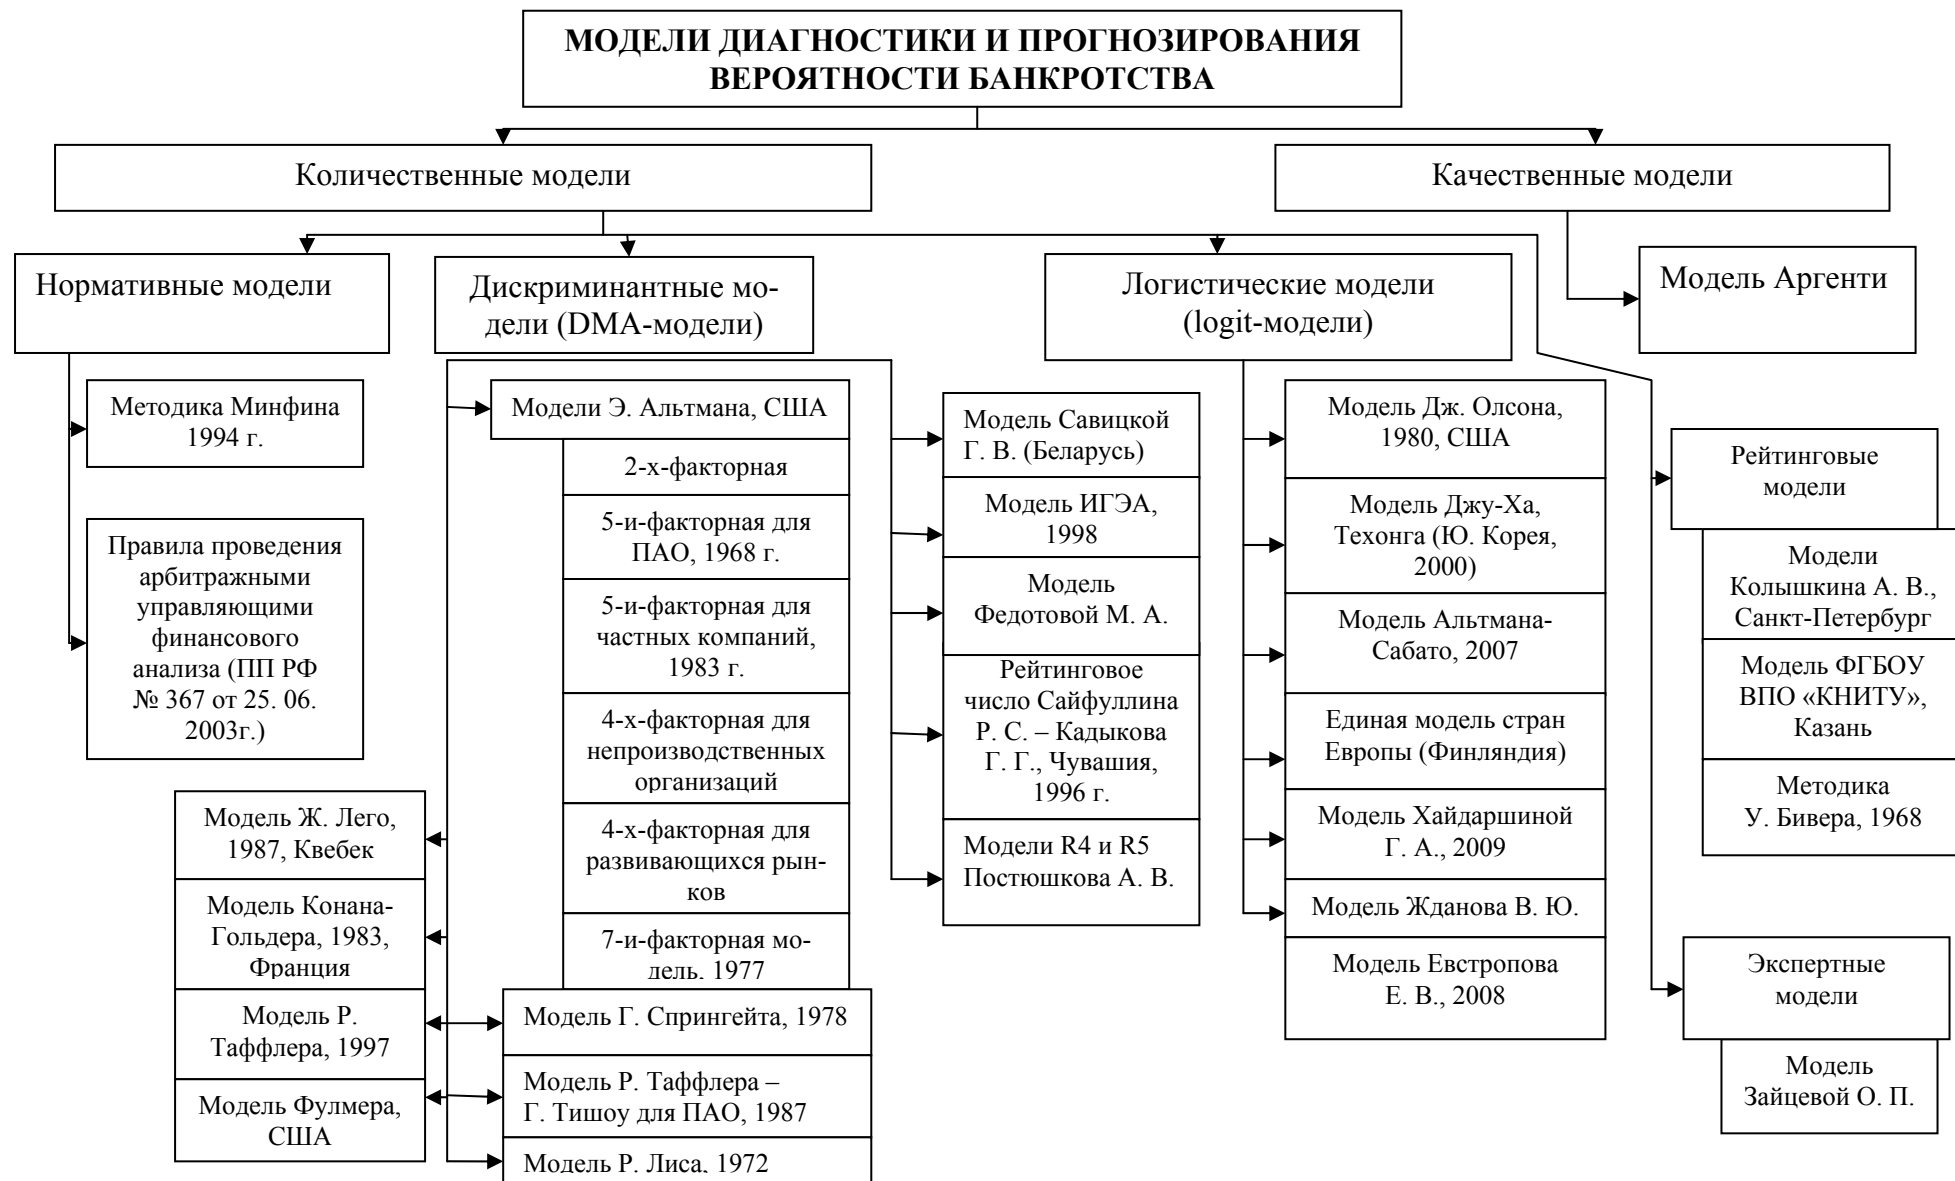 МОДЕЛИ ДИАГНОСТИКИ И ПРОГНОЗИРОВАНИЯ
ВЕРОЯТНОСТИ БАНКРОТСТВА
Количественные модели
Качественные модели
Нормативные модели
Дискриминантные мо-
дели (DMA-модели)
Логистические модели
(logit-модели)
Модель Аргенти
Методика Минфина
1994 г.
Правила проведения
арбитражными
управляющими
финансового
анализа (ПП РФ
№ 367 от 25. 06.
2003г.)
Модели Э. Альтмана, США
2-х-факторная
5-и-факторная для
ПАО, 1968 г.
5-и-факторная для
частных компаний,
1983 г.
4-х-факторная для
непроизводственных
организаций
4-х-факторная для
развивающихся рын-
ков
7-и-факторная мо-
дель, 1977
Модель Ж. Лего,
1987, Квебек
Модель Конана-
Гольдера, 1983,
Франция
Модель Р.
Таффлера, 1997
Модель Фулмера,
США
Модель Г. Спрингейта, 1978
Модель Р. Таффлера –
Г. Тишоу для ПАО, 1987
Модель Р. Лиса, 1972
Модель Савицкой
Г. В. (Беларусь)
Модель ИГЭА,
1998
Модель
Федотовой М. А.
Рейтинговое
число Сайфуллина
Р. С. – Кадыкова
Г. Г., Чувашия,
1996 г.
Модели R4 и R5
Постюшкова А. В.
Модель Дж. Олсона,
1980, США
Модель Джу-Ха,
Техонга (Ю. Корея,
2000)
Модель Альтмана-
Сабато, 2007
Единая модель стран
Европы (Финляндия)
Модель Хайдаршиной
Г. А., 2009
Модель Жданова В. Ю.
Модель Евстропова
Е. В., 2008
Рейтинговые
модели
Модели
Колышкина А. В.,
Санкт-Петербург
Модель ФГБОУ
ВПО «КНИТУ»,
Казань
Методика
У. Бивера, 1968
Экспертные
модели
Модель
Зайцевой О. П.